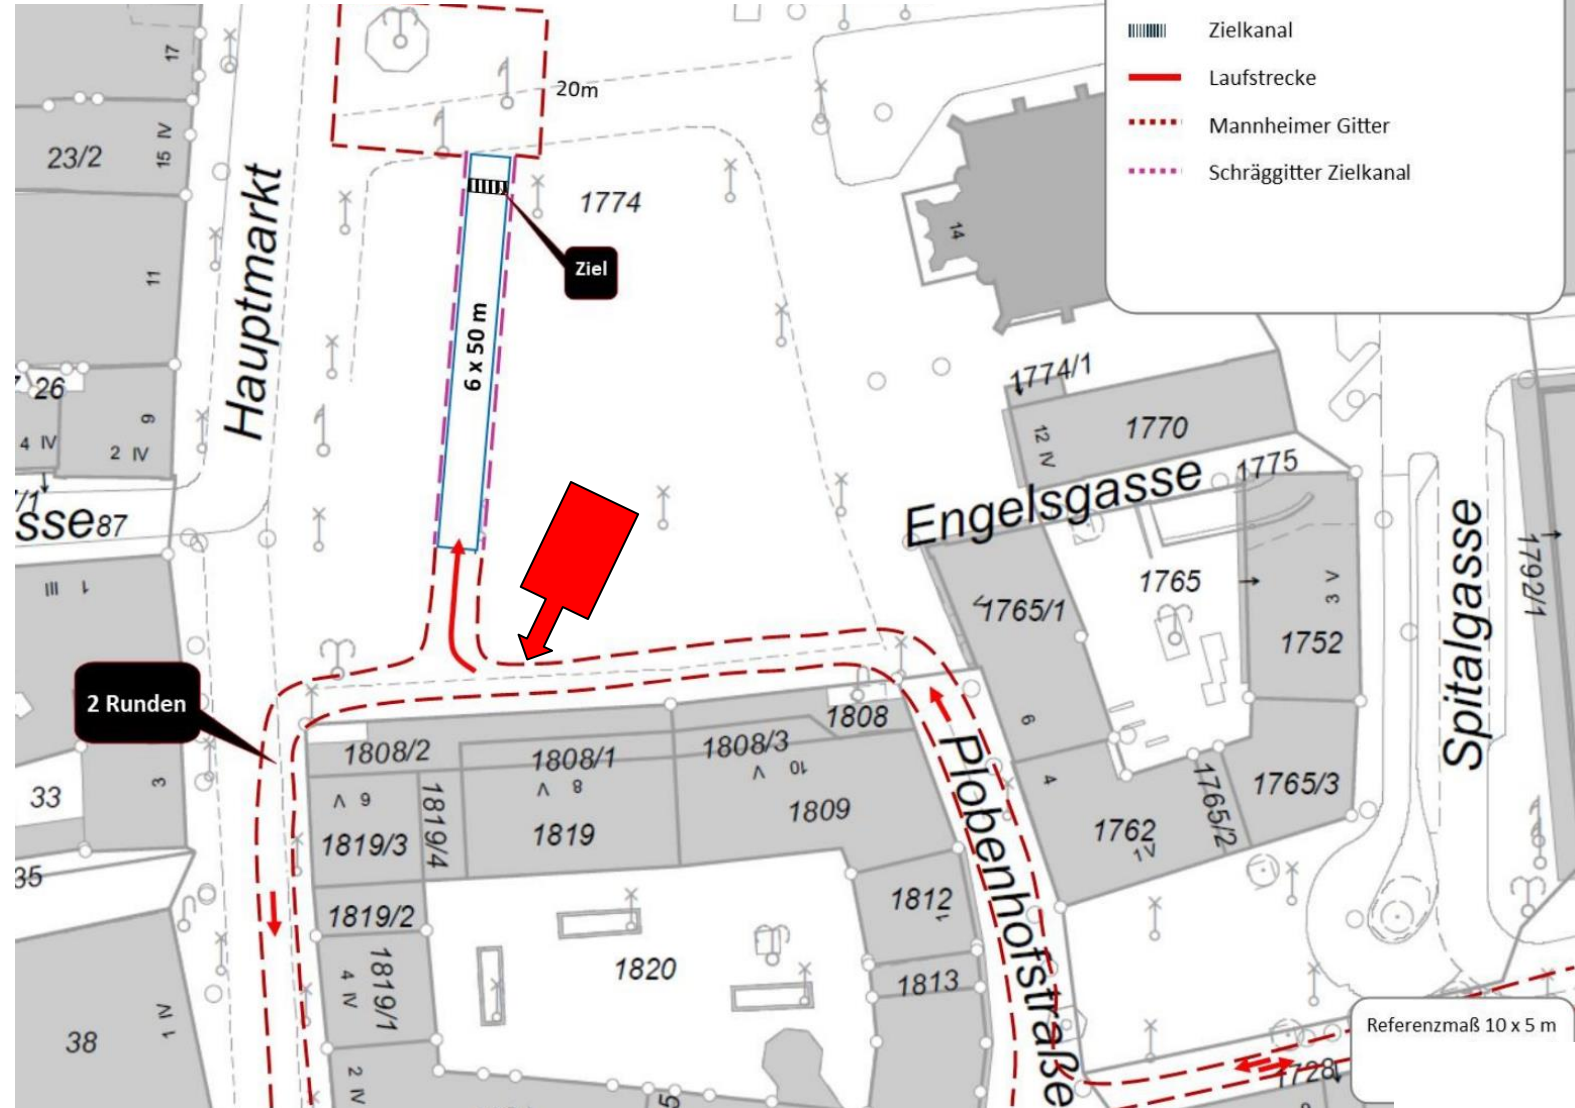 Zielkanal
Laufstrecke
Mannheimer Gitter
Schräggitter Zielkanal
17
20m
23/2
15 IV
1774
14
Hauptmarkt
11
Ziel
6 x 50 m
26
9
4 IV
2 IV
1774/1
1770
12 IV
1775
Engelsgasse
sse 87
1792/1
Spitalgasse
1 III
1765
1765/1
3 V
1752
6
2 Runden
1808
1808/2
1808/1
1808/3
10 V
8 V
6 V
33
3
1819/3
1819/4
1819
1809
4
1762
1765/2
1765/3
Plobenhofstraße
35
1812
1819/2
1820
1813
4 IV
1819/1
38
1 IV
2 IV
Referenzmaß 10 x 5 m
1728